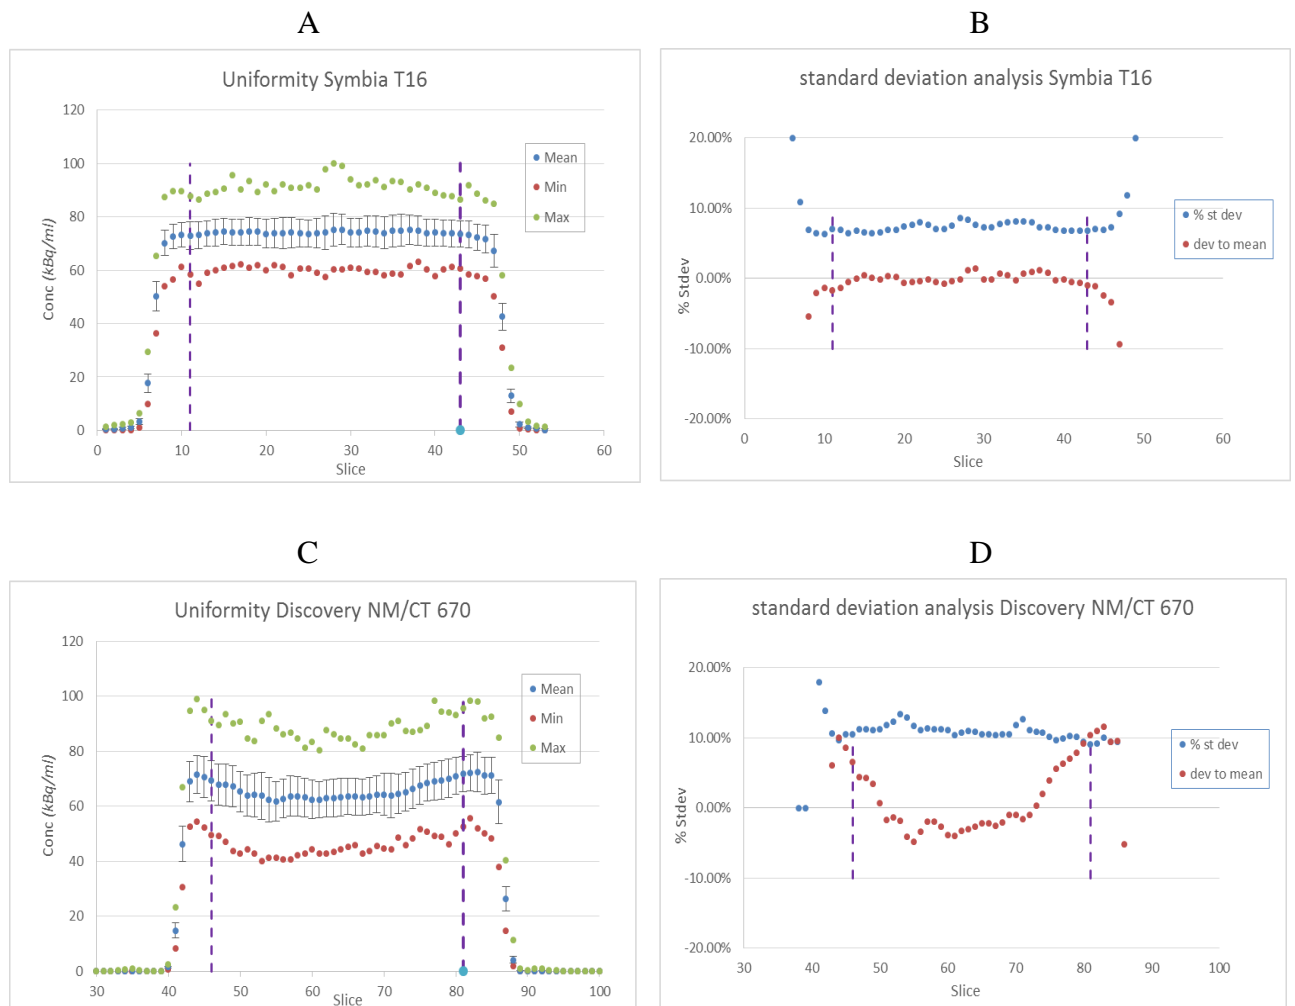 A
B
Uniformity Symbia T16
120
100
80
60
40
20
0
Conc (kBq/ml)
0 10 20 30 40 50 60
Slice
Mean
Min
Max
standard deviation analysis Symbia T16
20.00%
10.00%
0.00%
-10.00%
-20.00%
% Stdev
0 10 20 30 40 50 60
Slice
% st dev
dev to mean
C
D
Uniformity Discovery NM/CT 670
120
100
80
60
40
20
0
Conc (kBq/ml)
30 40 50 60 70 80 90 100
Slice
Mean
Min
Max
standard deviation analysis Discovery NM/CT 670
20.00%
10.00%
0.00%
-10.00%
-20.00%
% Stdev
30 40 50 60 70 80 90 100
Slice
% st dev
dev to mean